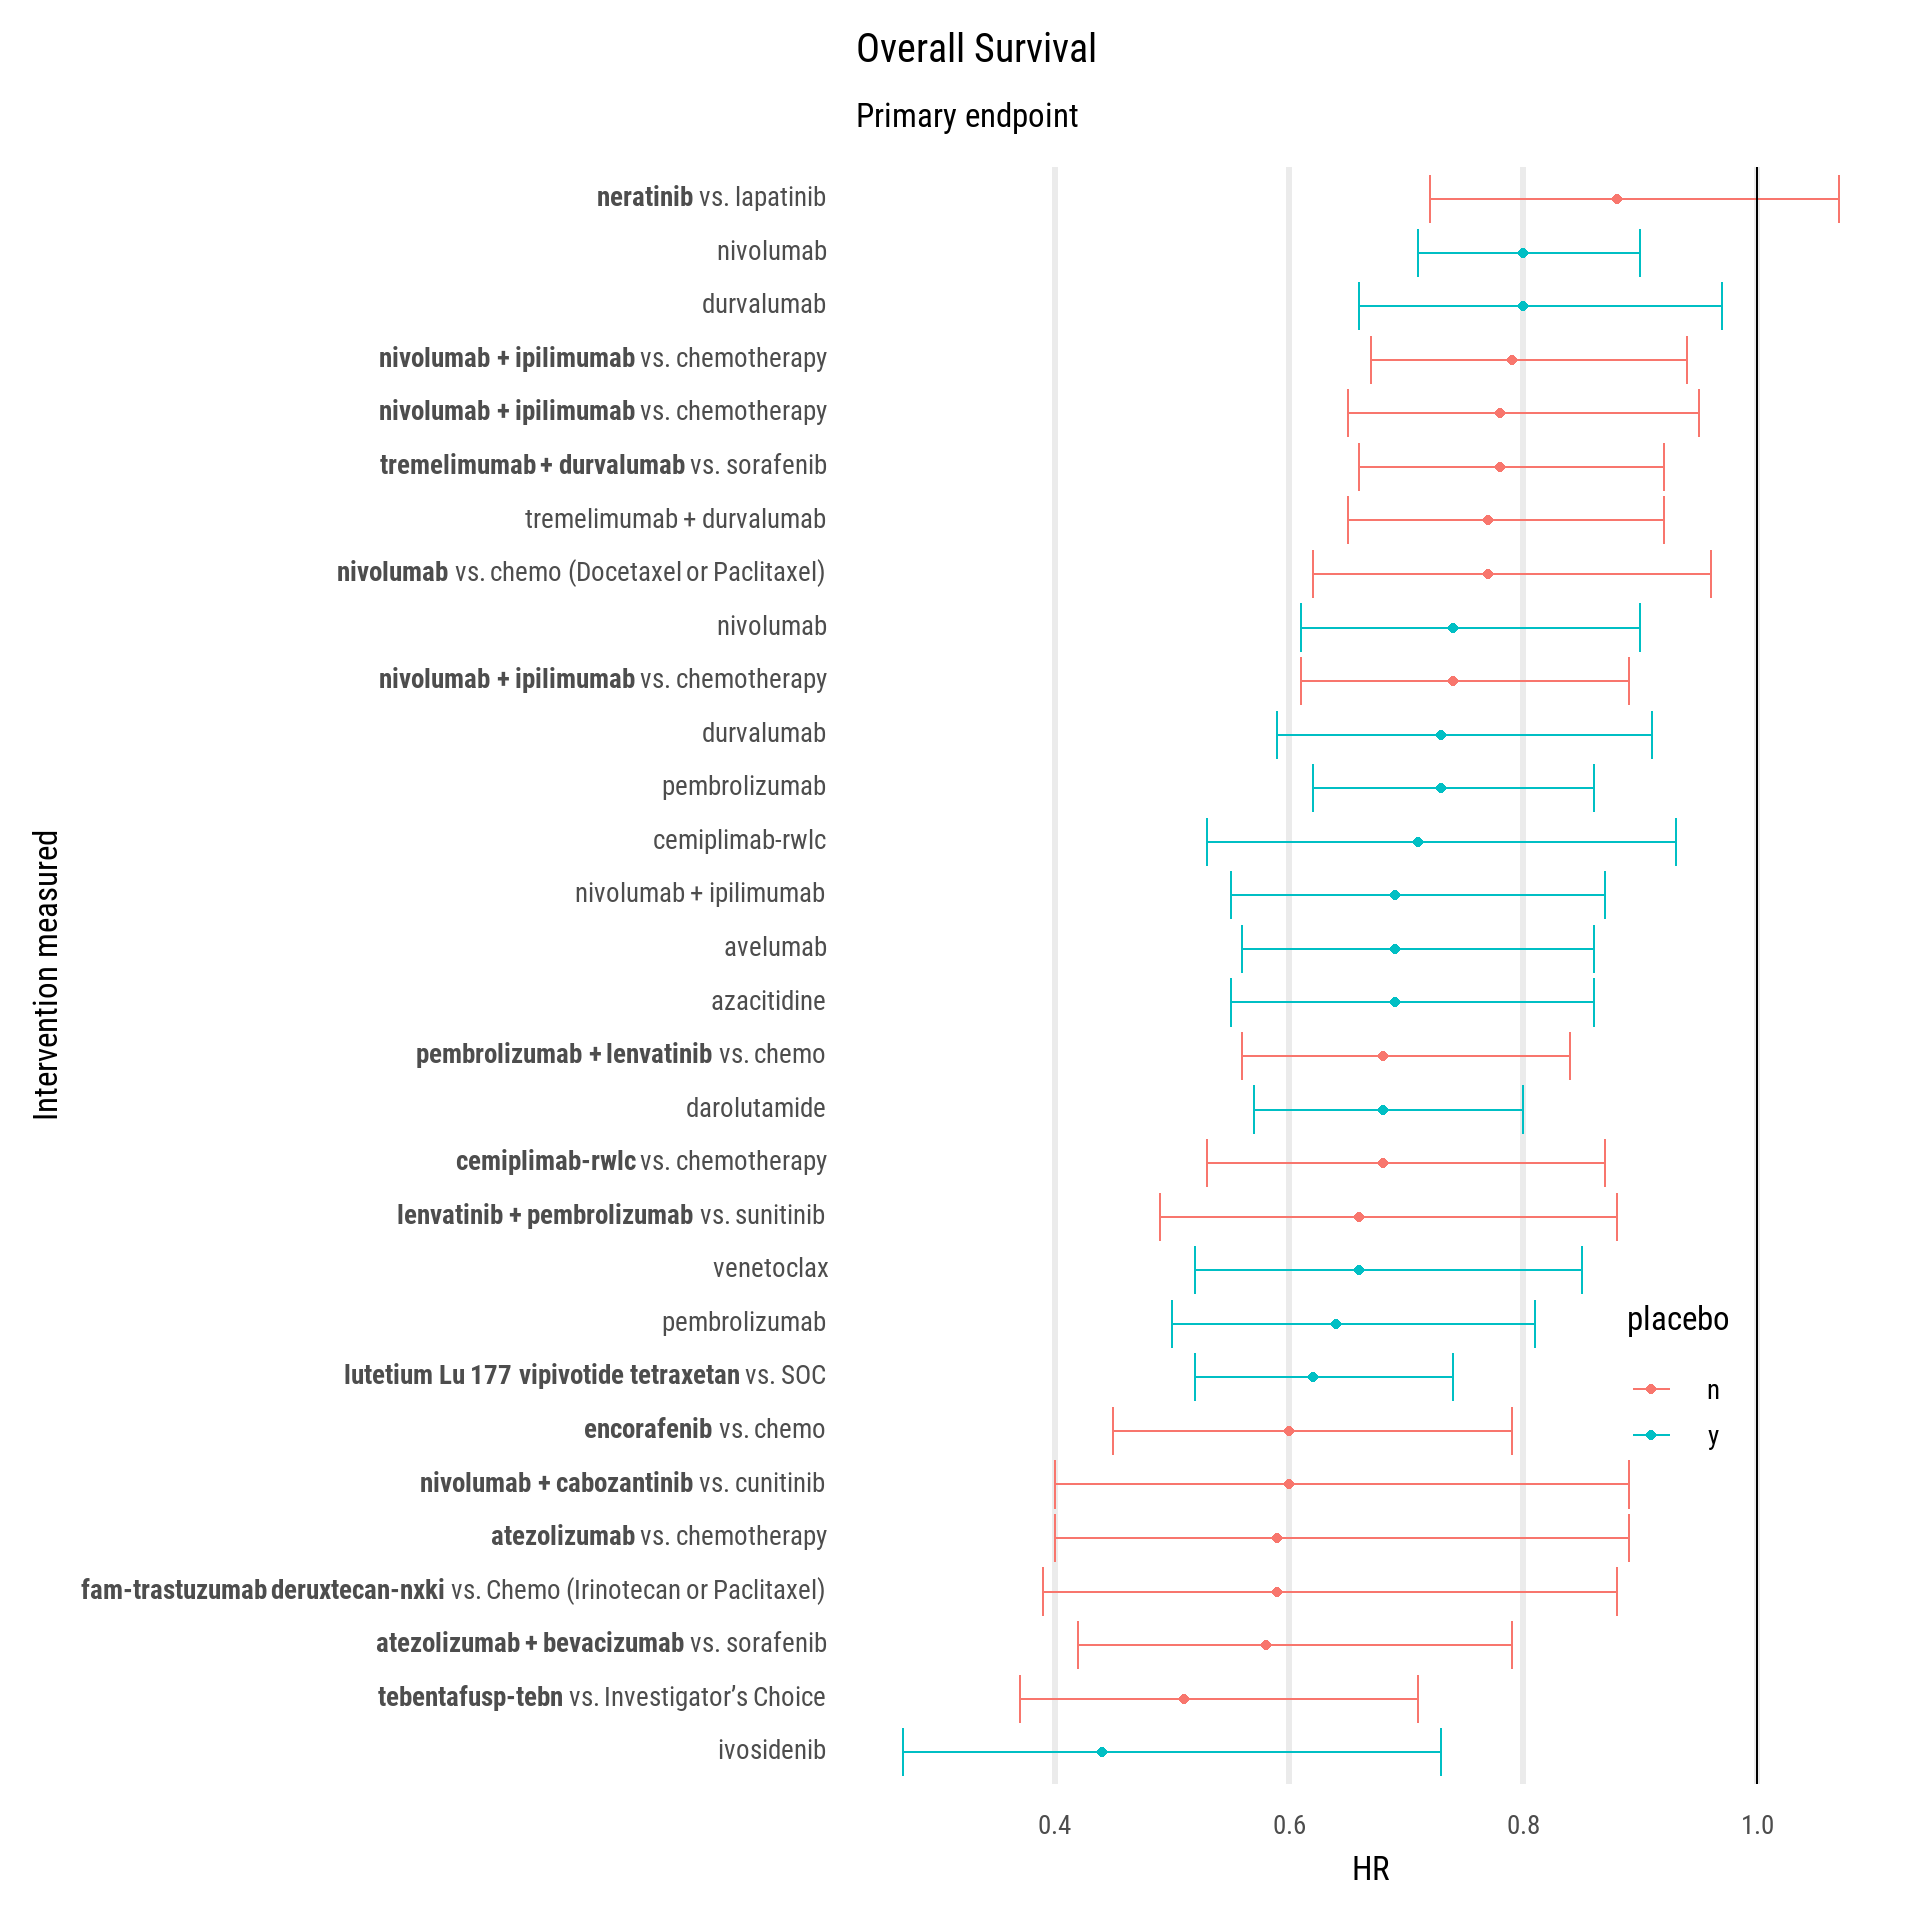 Overall Survival
Primary endpoint
Intervention measured
neratinib vs. lapatinib
nivolumab
durvalumab
nivolumab + ipilimumab vs. chemotherapy
nivolumab + ipilimumab vs. chemotherapy
tremelimumab + durvalumab vs. sorafenib
tremelimumab + durvalumab
nivolumab vs. chemo (Docetaxel or Paclitaxel)
nivolumab
nivolumab + ipilimumab vs. chemotherapy
durvalumab
pembrolizumab
cemiplimab-rwlc
nivolumab + ipilimumab
avelumab
azacitidine
pembrolizumab + lenvatinib vs. chemo
darolutamide
cemiplimab-rwlc vs. chemotherapy
lenvatinib + pembrolizumab vs. sunitinib
venetoclax
pembrolizumab
lutetium Lu 177 vipivotide tetraxetan vs. SOC
encorafenib vs. chemo
nivolumab + cabozantinib vs. cunitinib
atezolizumab vs. chemotherapy
fam-trastuzumab deruxtecan-nxki vs. Chemo (Irinotecan or Paclitaxel)
atezolizumab + bevacizumab vs. sorafenib
tebentafusp-tebn vs. Investigator’s Choice
ivosidenib
placebo
n
y
0.4 0.6 0.8 1.0
HR